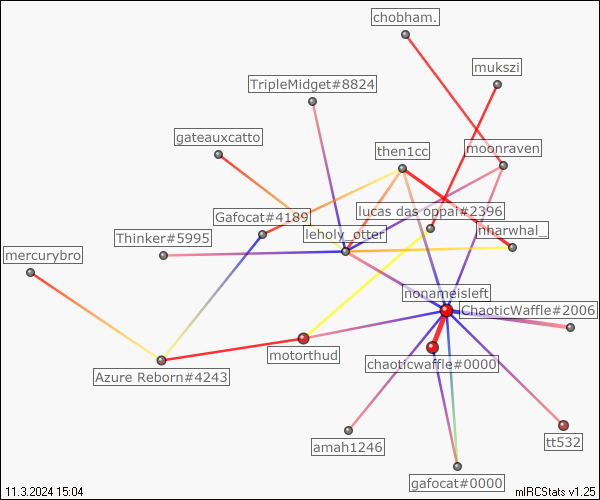 chobham.
mukszi
TripleMidget#8824
gateauxcatto
then1cc
moonraven
lucas das oppai#2396
Gafocat#4189
nharwhal_
leholy_otter
Thinker#5995
mercurybro
nonameisleft
ChaoticWaffle#2006
motorthud
chaoticwaffle#0000
Azure Reborn#4243
amah1246
tt532
gafocat#0000
11.3.2024 15:04
mIRCStats v1.25